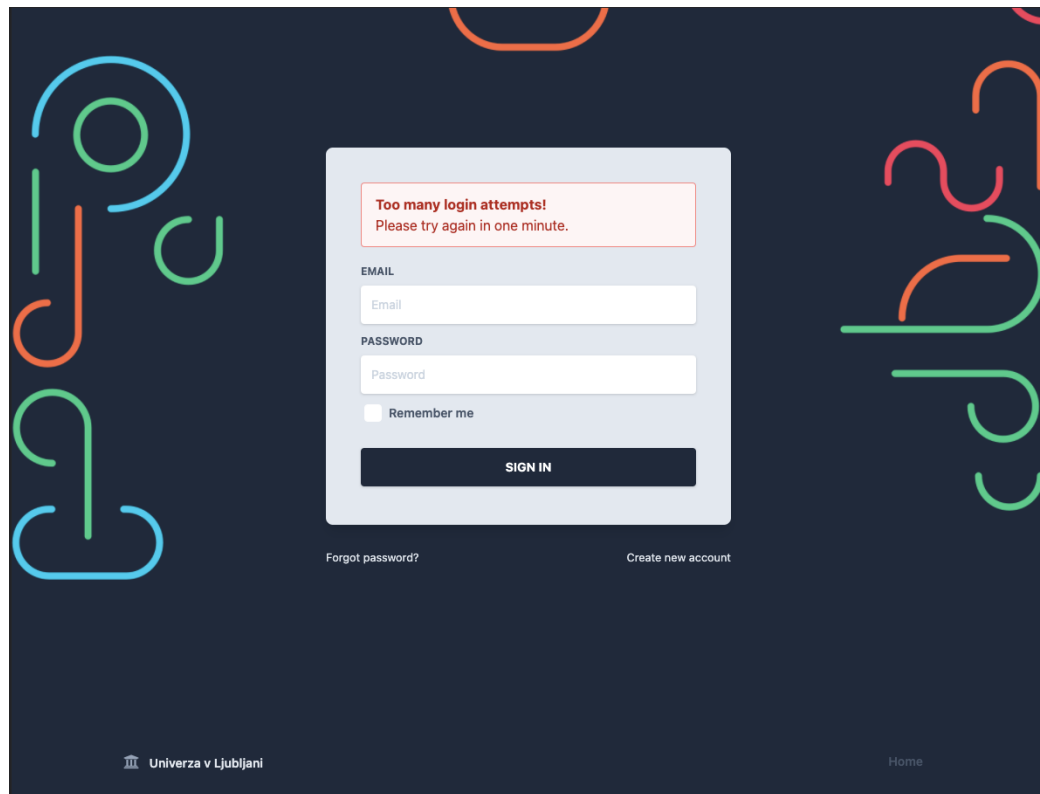 Too many login attempts!
Please try again in one minute.
EMAIL
Email
PASSWORD
Password
Remember me
SIGN IN
Forgot password? Create new account
Univerza v Ljubljani Home